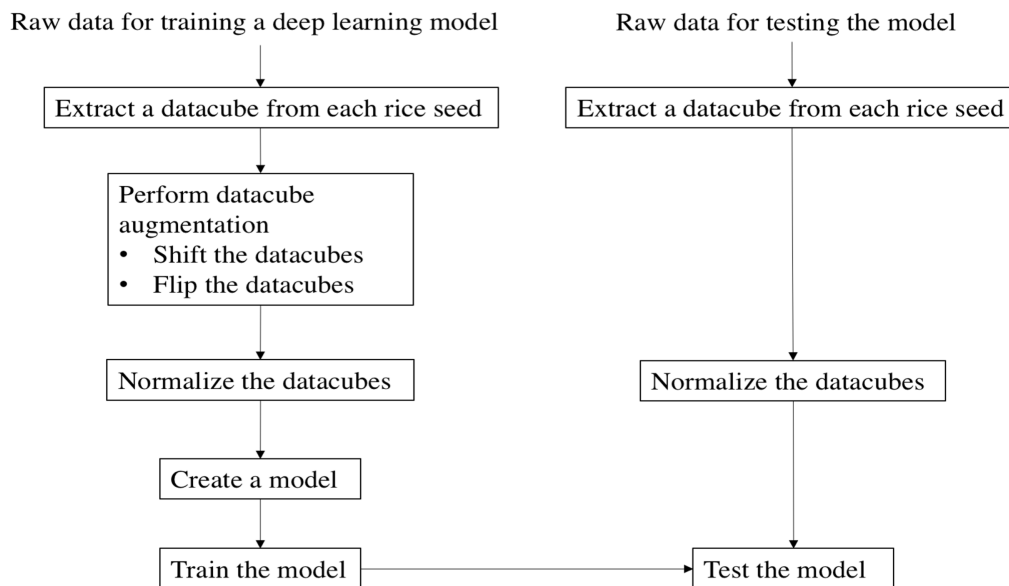 Raw data for training a deep learning model
Extract a datacube from each rice seed
Perform datacube
augmentation
• Shift the datacubes
• Flip the datacubes
Normalize the datacubes
Create a model
Train the model
Raw data for testing the model
Extract a datacube from each rice seed
Normalize the datacubes
Test the model